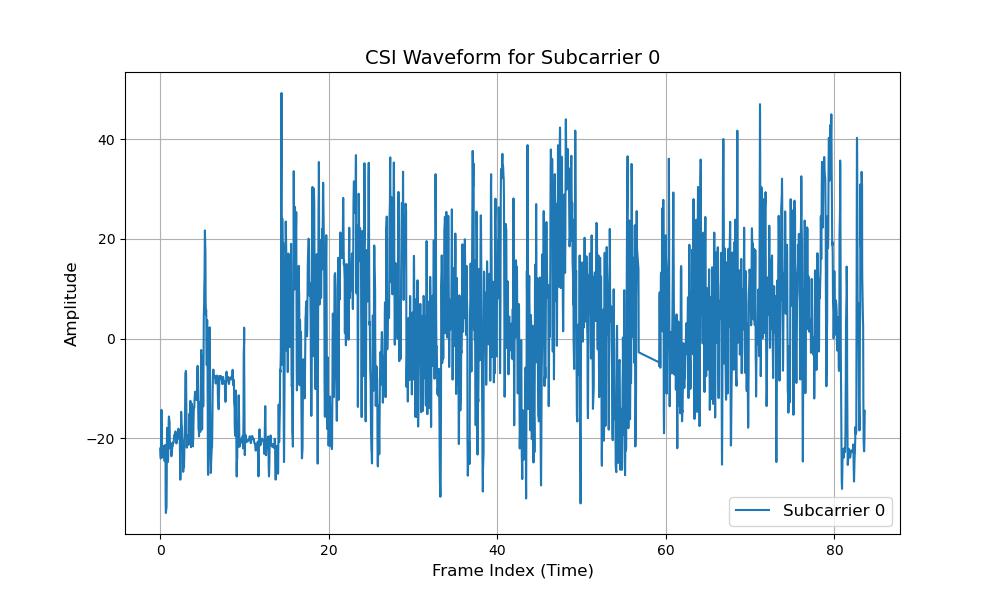 CSI Waveform for Subcarrier 0
Amplitude
40
20
0
−20
0 20 40 60 80
Subcarrier 0
Frame Index (Time)